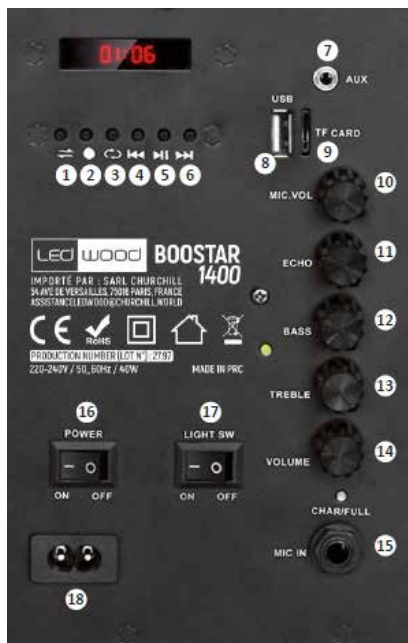 01:06
7
AUX
USB
TF CARD
8
9
1 2 3 4 5 6
10
MIC.VOL
LED WOOD BOOSTAR
1400
IMPORTÉ PAR : SARL CHURCHILL
54 AVE DE VERSAILLES, 75016 PARIS, FRANCE
ASSISTANCELEDWOOD@CHURCHILL.WORLD
11
ECHO
CE RoHS
12
BASS
PRODUCTION NUMBER (LOT N°) : 2797
220-240V / 50_60Hz / 40W MADE IN PRC
13
TREBLE
16
POWER
ON OFF
17
LIGHT SW
ON OFF
14
VOLUME
CHAR/FULL
15
MIC IN
18